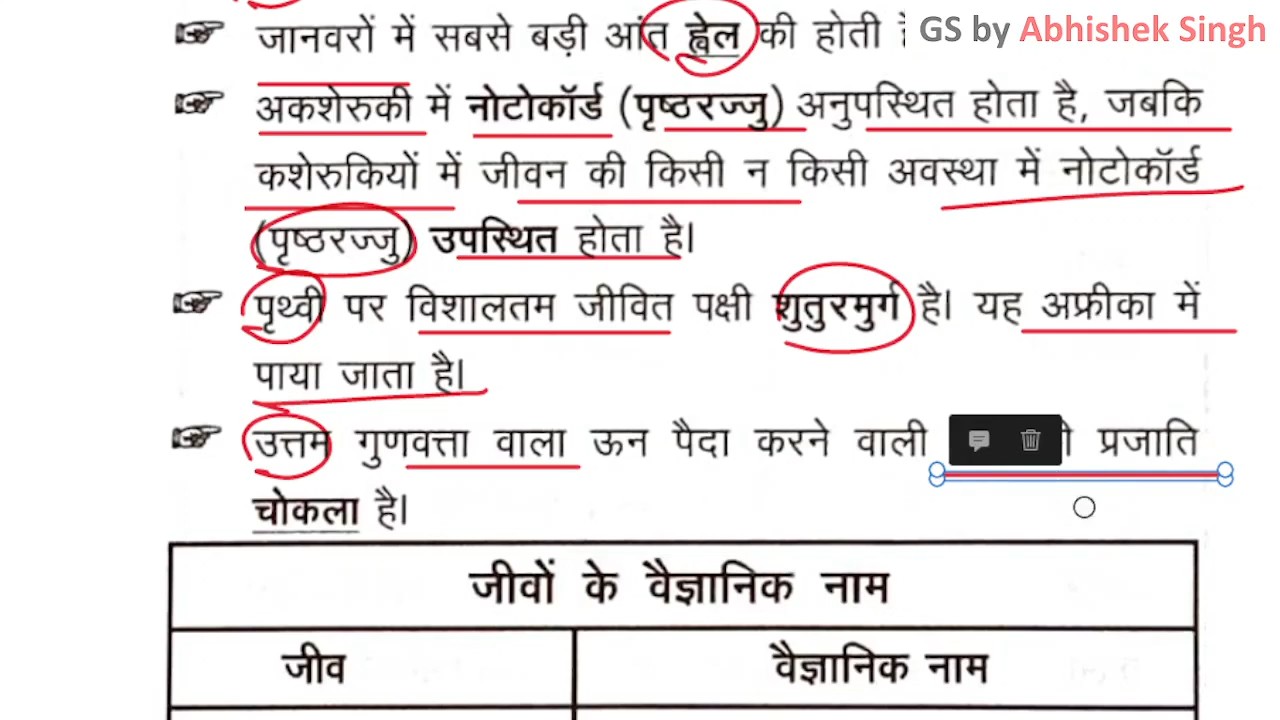 GS by Abhishek Singh
जानवरों में सबसे बड़ी आंत ह्वेल की होती
अकशेरुकी में नोटोकॉर्ड (पृष्ठरज्जु) अनुपस्थित होता है, जबकि
कशेरुकियों में जीवन की किसी न किसी अवस्था में नोटोकॉर्ड
(पृष्ठरज्जु) उपस्थित होता है।
पृथ्वी पर विशालतम जीवित पक्षी शुतुरमुर्ग है। यह अफ्रीका में
पाया जाता है।
उत्तम गुणवत्ता वाला ऊन पैदा करने वाली प्रजाति
चोकला है।
जीवों के वैज्ञानिक नाम
जीव वैज्ञानिक नाम